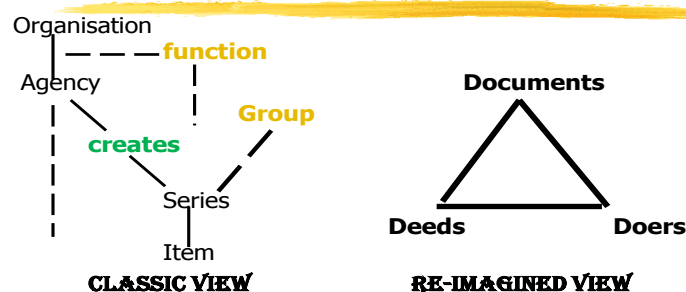 Organisation
function
Agency
Documents
Group
creates
Series
Deeds
Doers
Item
CLASSIC VIEW
RE-IMAGINED VIEW